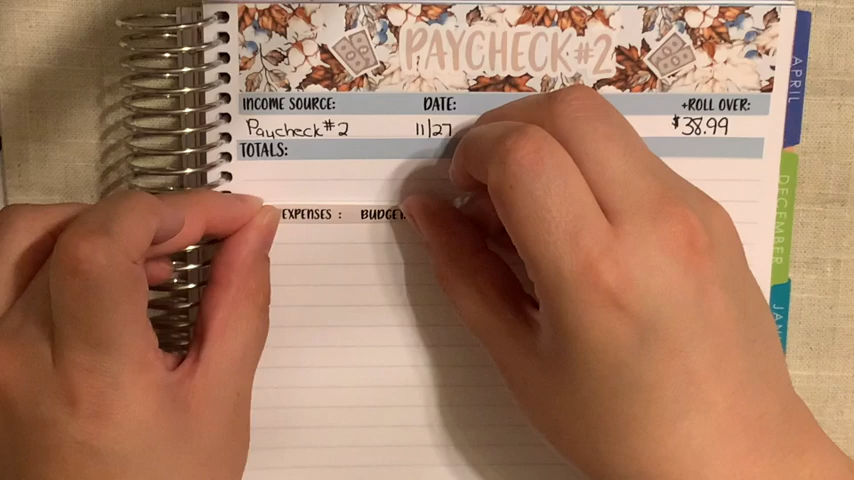 PAYCHECK #2
INCOME SOURCE: DATE: +ROLL OVER:
Paycheck #2 11/27 $38.99
TOTALS:
EXPENSES :
APRIL
DECEMBER